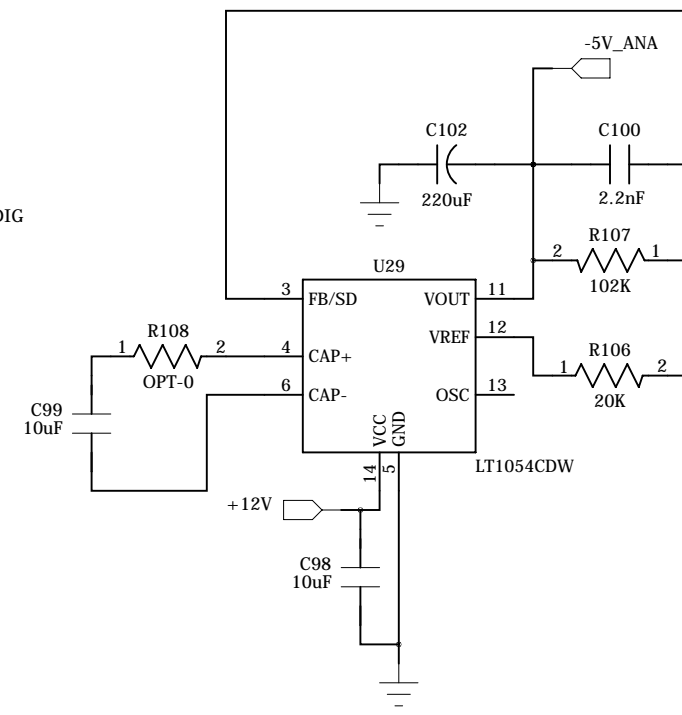 -5V_ANA
C102
C100
220uF
2.2nF
DIG
R107
2
1
102K
U29
3
FB/SD
VOUT
11
R108
VREF
12
1
2
4
CAP+
R106
OPT-0
1
2
6
CAP-
OSC
13
20K
C99
10uF
VCC
GND
14
5
LT1054CDW
+12V
C98
10uF